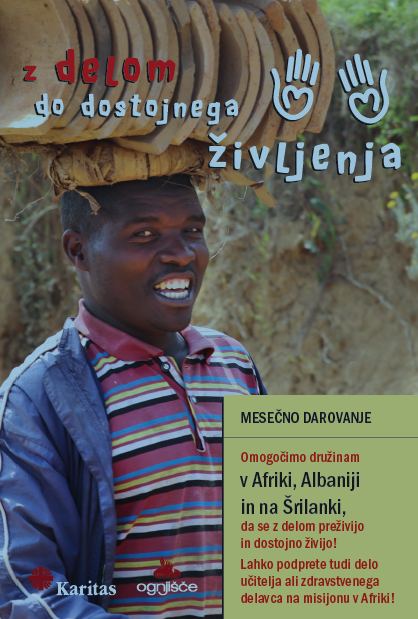 z delom
do dostojnega
življenja
MESEČNO DAROVANJE
Omogočimo družinam
v Afriki, Albaniji
in na Šrilanki,
da se z delom preživijo
in dostojno živijo!
Lahko podprete tudi delo
učitelja ali zdravstvenega
delavca na misijonu v Afriki!
Karitas
ognjišče